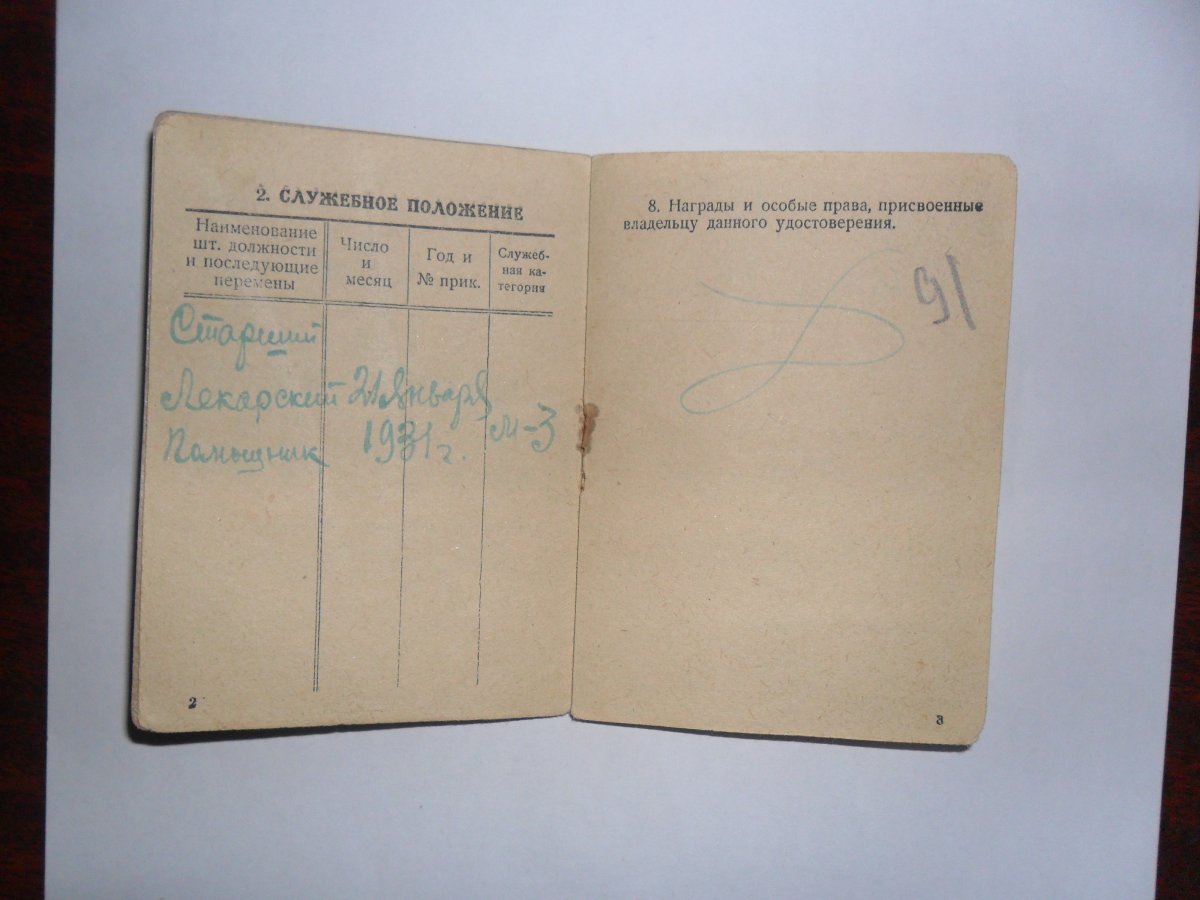 2. СЛУЖЕБНОЕ ПОЛОЖЕНИЕ
Наименование
шт. должности
и последующие
перемены
Число
и
месяц
Год и
№ прик.
Служеб-
ная ка-
тегория
Старший
Лекарский 21 Января
Помощник 1931 г. М-3
2
8. Награды и особые права, присвоенные
владельцу данного удостоверения.
91
3